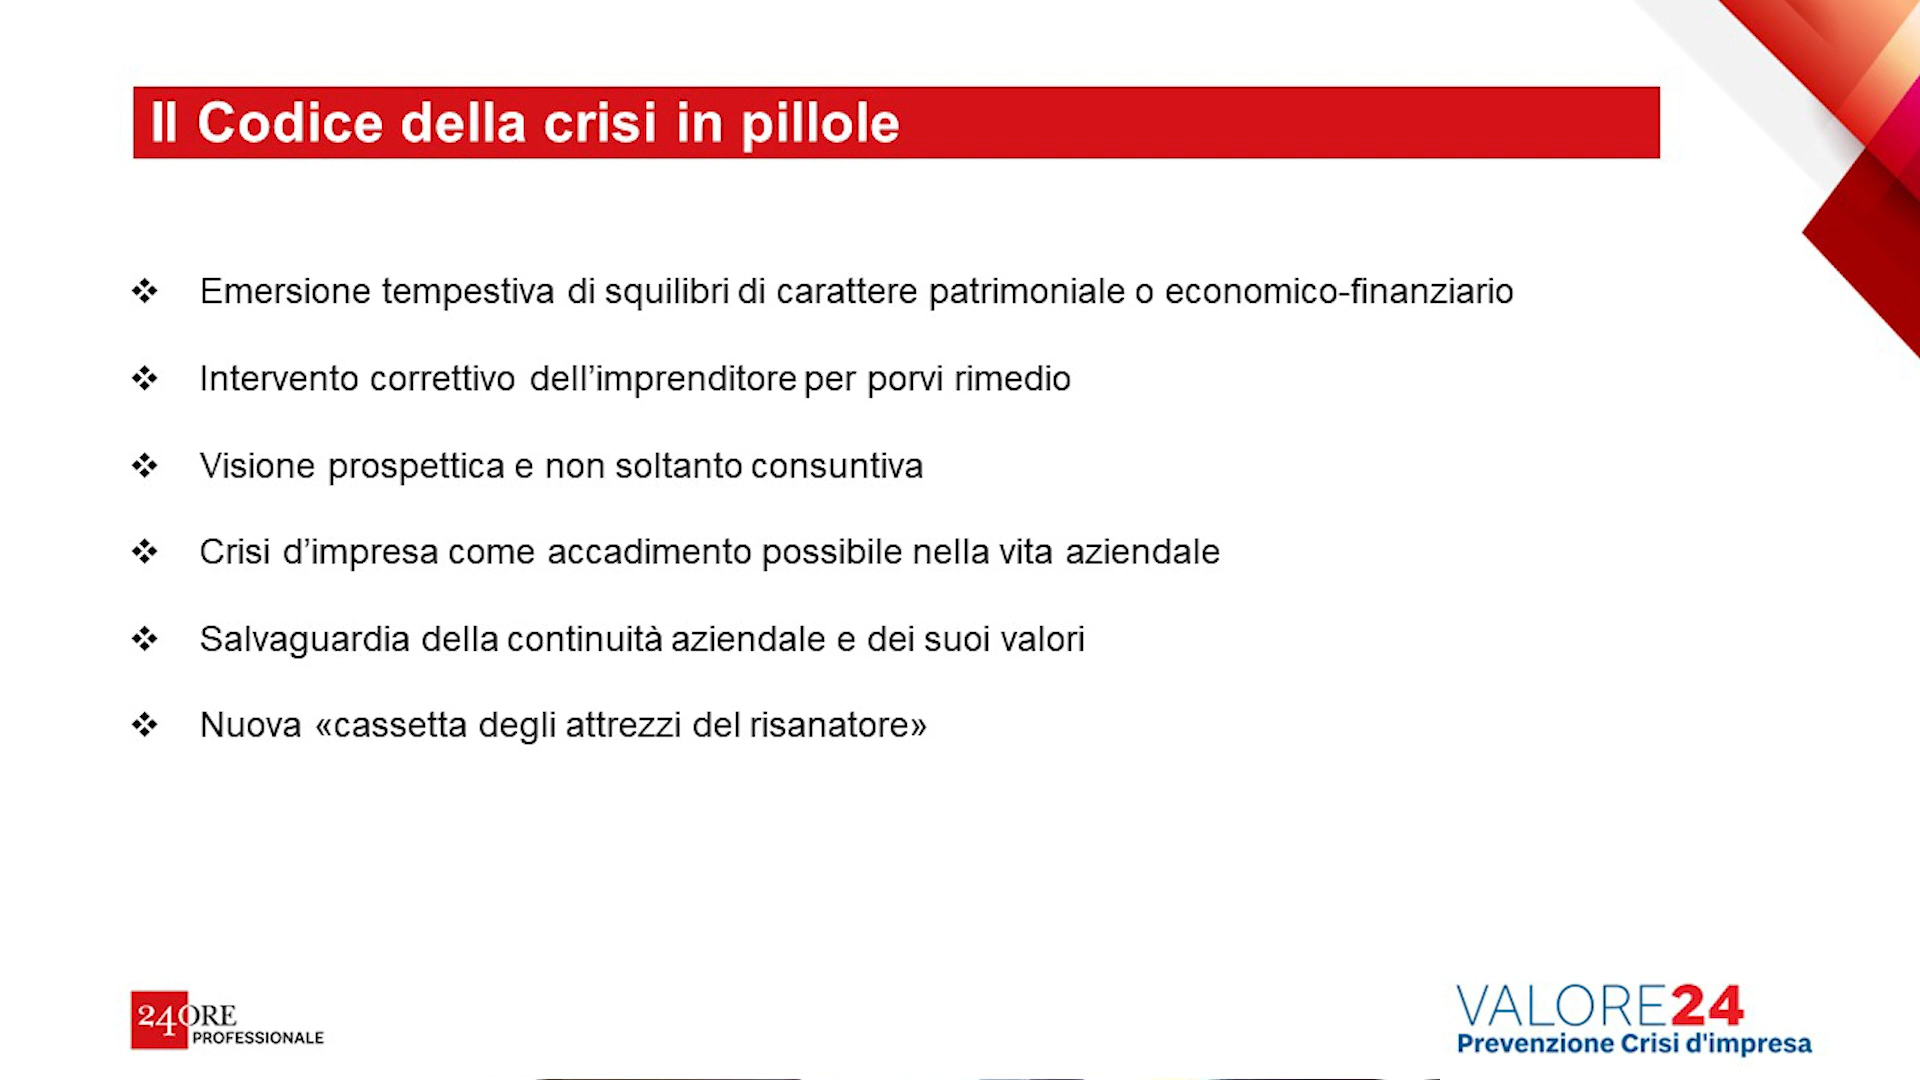 Il Codice della crisi in pillole
❖ Emersione tempestiva di squilibri di carattere patrimoniale o economico-finanziario
❖ Intervento correttivo dell’imprenditore per porvi rimedio
❖ Visione prospettica e non soltanto consuntiva
❖ Crisi d’impresa come accadimento possibile nella vita aziendale
❖ Salvaguardia della continuità aziendale e dei suoi valori
❖ Nuova «cassetta degli attrezzi del risanatore»
24ORE
PROFESSIONALE
VALORE24
Prevenzione Crisi d'impresa